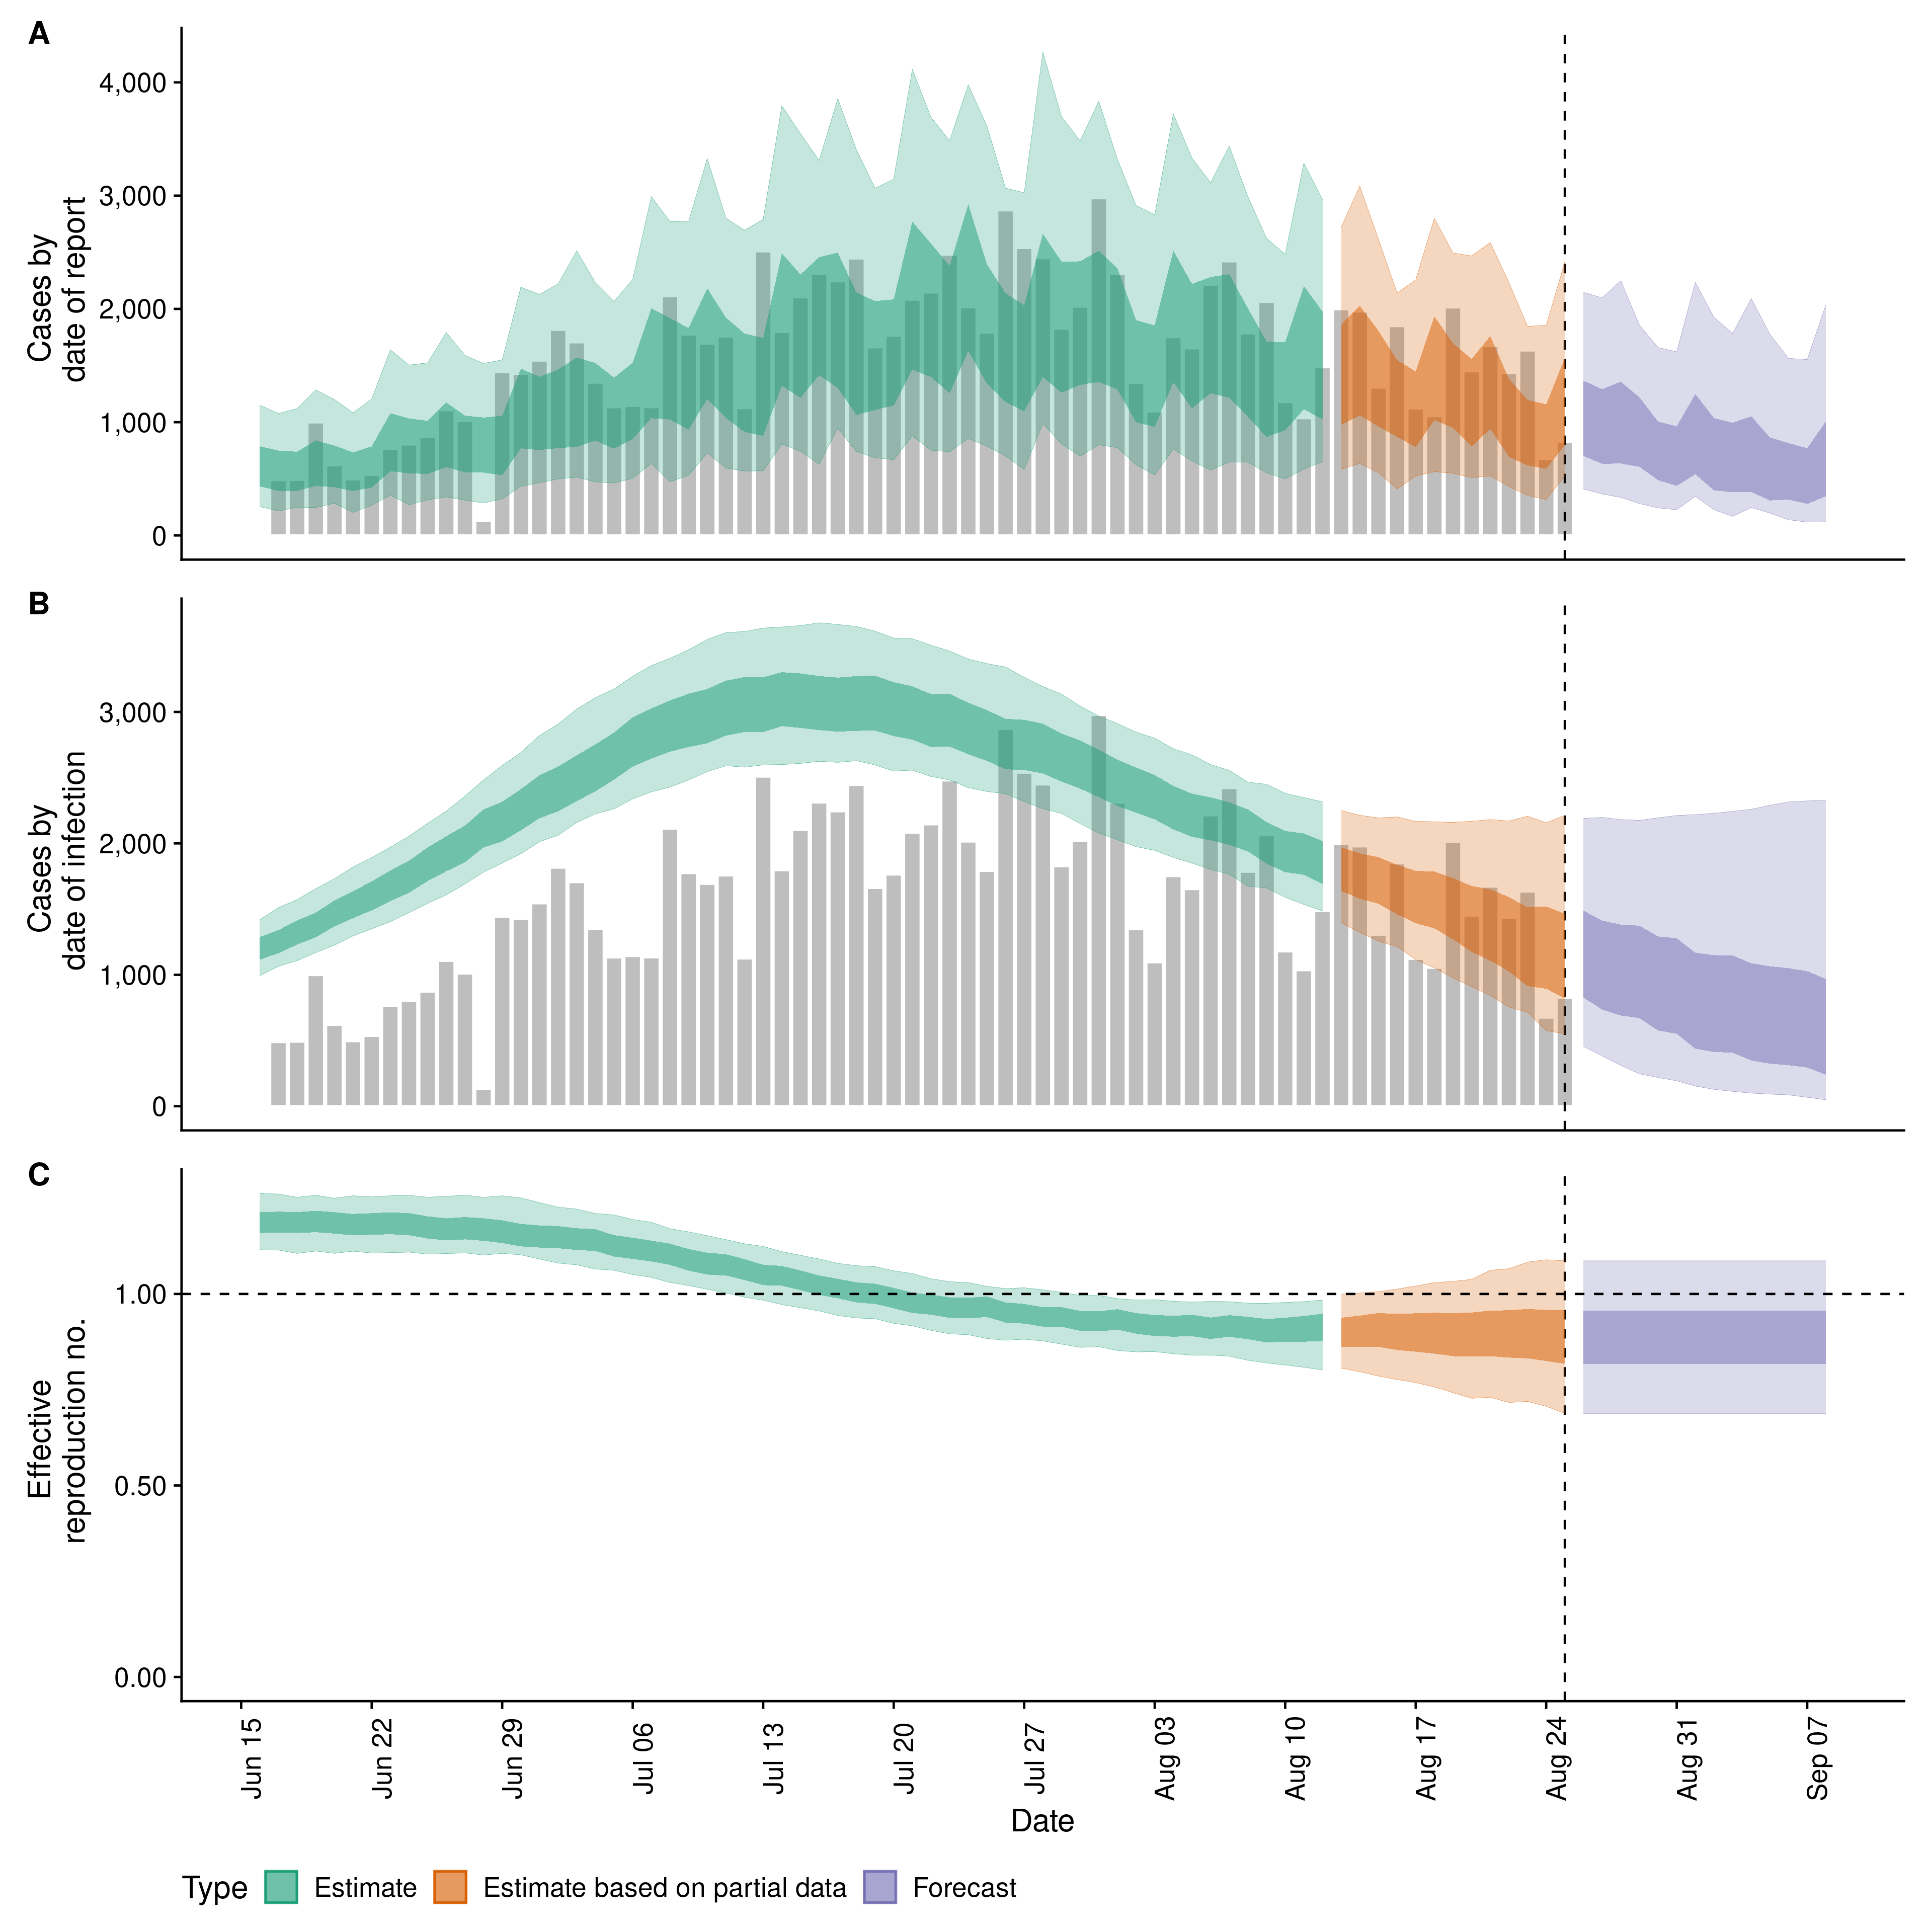 A
4,000
3,000
2,000
1,000
0
Cases by
date of report
B
3,000
2,000
1,000
0
Cases by
date of infection
C
1.00
0.50
0.00
Effective
reproduction no.
Jun 15
Jun 22
Jun 29
Jul 06
Jul 13
Jul 20
Jul 27
Aug 03
Aug 10
Aug 17
Aug 24
Aug 31
Sep 07
Date
Type Estimate Estimate based on partial data Forecast